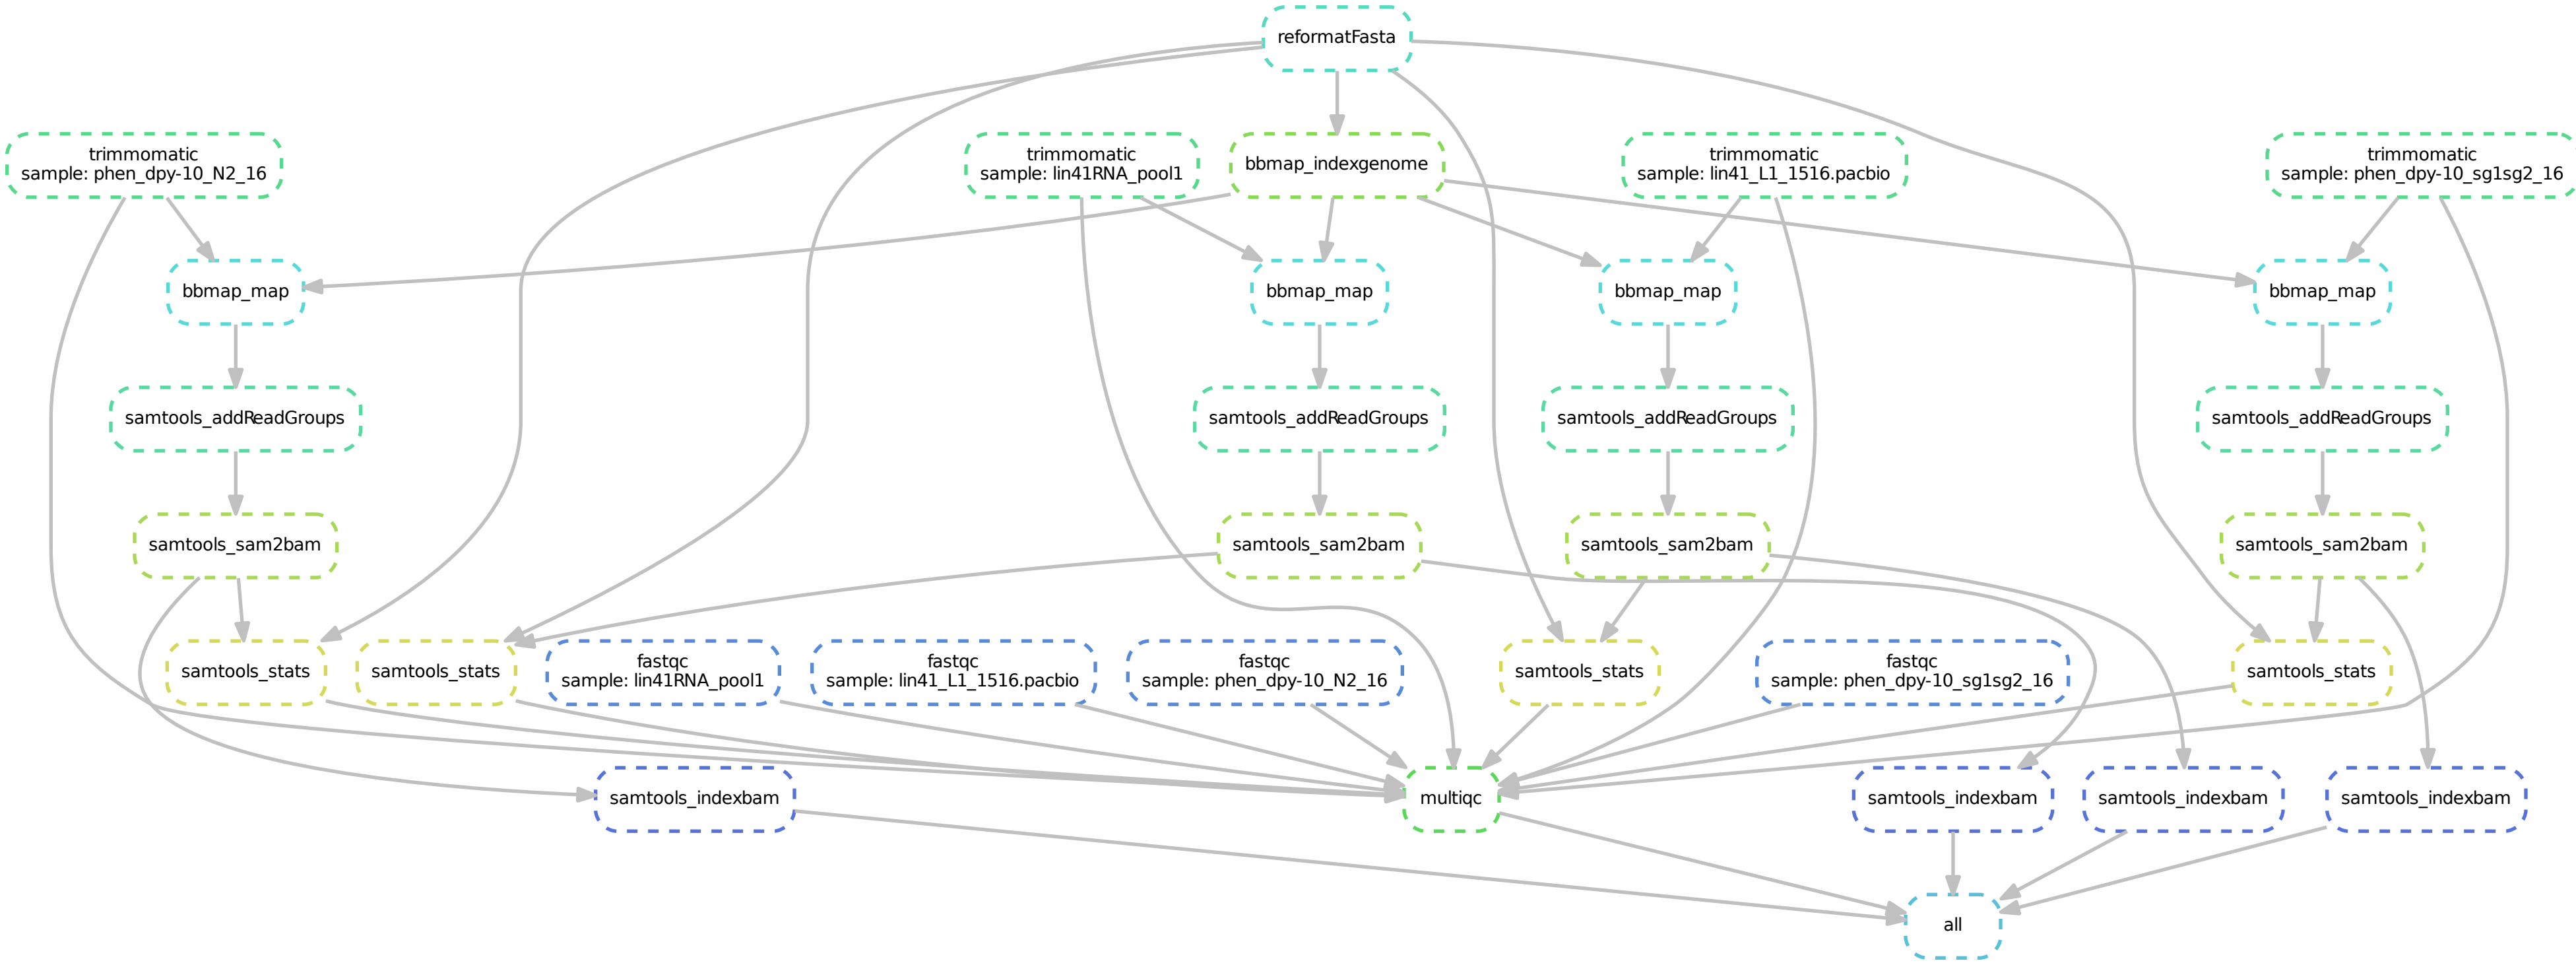 reformatFasta
trimmomatic
sample: phen_dpy-10_N2_16
trimmomatic
sample: lin41RNA_pool1
bbmap_indexgenome
trimmomatic
sample: lin41_L1_1516.pacbio
trimmomatic
sample: phen_dpy-10_sg1sg2_16
bbmap_map
bbmap_map
bbmap_map
bbmap_map
samtools_addReadGroups
samtools_addReadGroups
samtools_addReadGroups
samtools_addReadGroups
samtools_sam2bam
samtools_sam2bam
samtools_sam2bam
samtools_sam2bam
samtools_stats
samtools_stats
fastqc
sample: lin41RNA_pool1
fastqc
sample: lin41_L1_1516.pacbio
fastqc
sample: phen_dpy-10_N2_16
samtools_stats
fastqc
sample: phen_dpy-10_sg1sg2_16
samtools_stats
samtools_indexbam
multiqc
samtools_indexbam
samtools_indexbam
samtools_indexbam
all